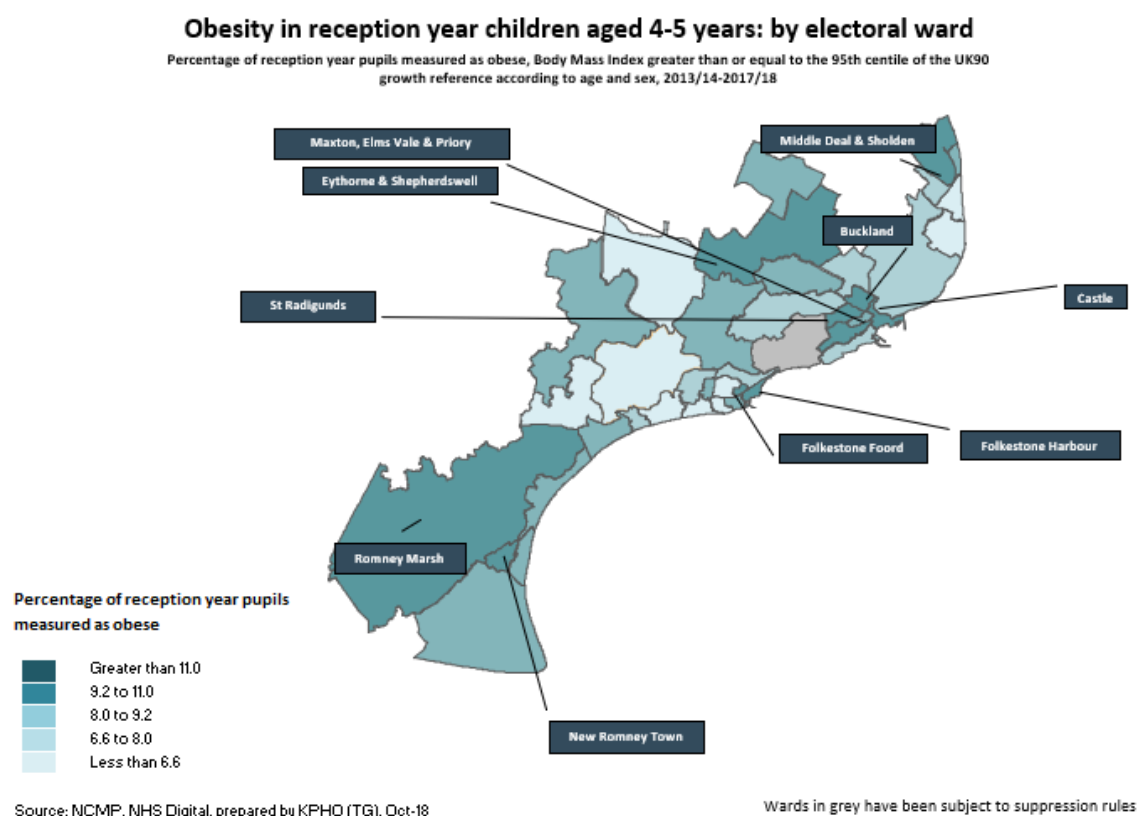 Obesity in reception year children aged 4-5 years: by electoral ward
Percentage of reception year pupils measured as obese, Body Mass Index greater than or equal to the 95th centile of the UK90
growth reference according to age and sex, 2013/14-2017/18
Maxton, Elms Vale & Priory
Middle Deal & Sholden
Eythorne & Shepherdswell
Buckland
St Radigunds
Castle
Folkestone Foord
Folkestone Harbour
Romney Marsh
New Romney Town
Percentage of reception year pupils
measured as obese
Greater than 11.0
9.2 to 11.0
8.0 to 9.2
6.6 to 8.0
Less than 6.6
Source: NCMP, NHS Digital, prepared by KPHO (TG), Oct-18
Wards in grey have been subject to suppression rules